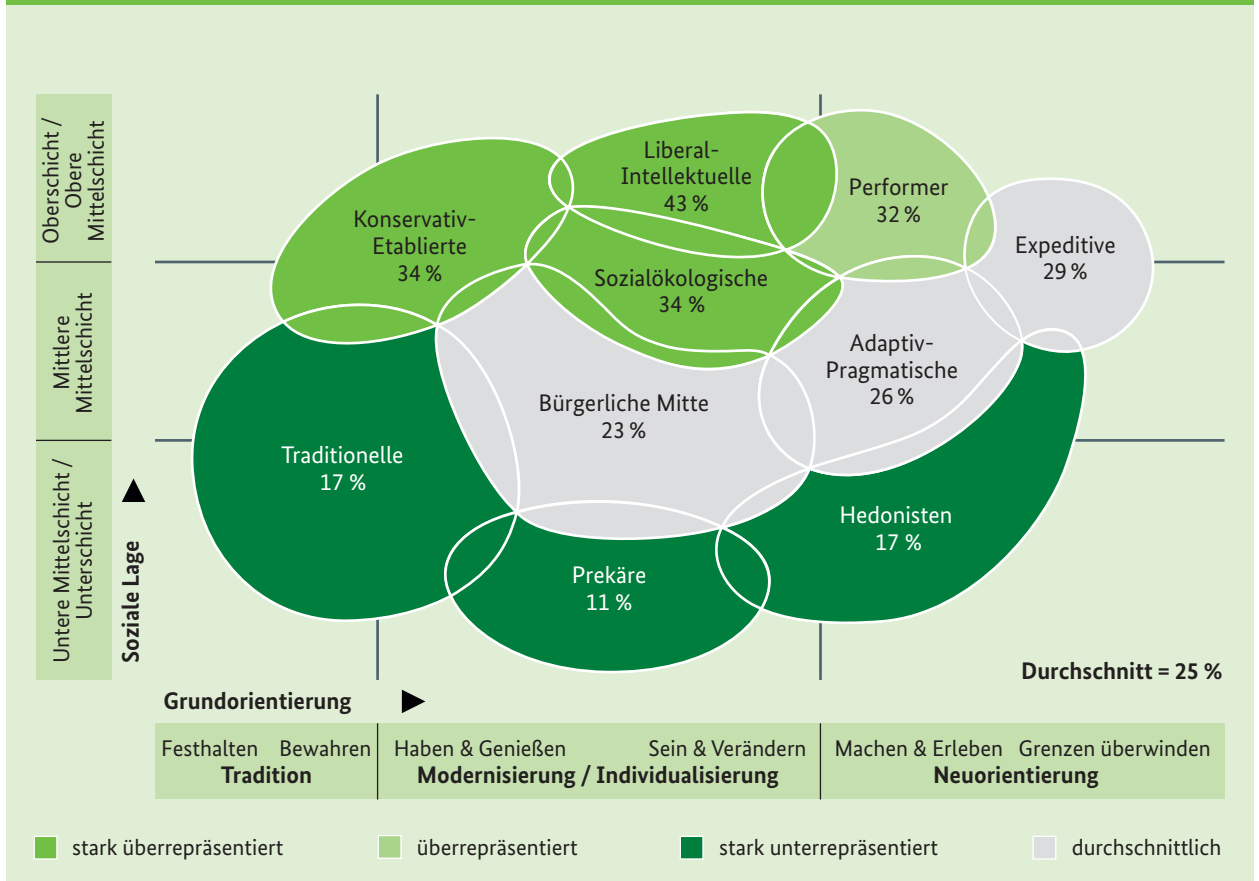 Oberschicht /
Obere
Mittelschicht
Mittlere
Mittelschicht
Untere Mittelschicht /
Unterschicht
Soziale Lage
Konservativ-
Etablierte
34 %
Liberal-
Intellektuelle
43 %
Performer
32 %
Expeditive
29 %
Sozialökologische
34 %
Adaptiv-
Pragmatische
26 %
Bürgerliche Mitte
23 %
Traditionelle
17 %
Hedonisten
17 %
Prekäre
11 %
Durchschnitt = 25 %
Grundorientierung
Festhalten Bewahren
Tradition
Haben & Genießen Sein & Verändern
Modernisierung / Individualisierung
Machen & Erleben Grenzen überwinden
Neuorientierung
stark überrepräsentiert
überrepräsentiert
stark unterrepräsentiert
durchschnittlich